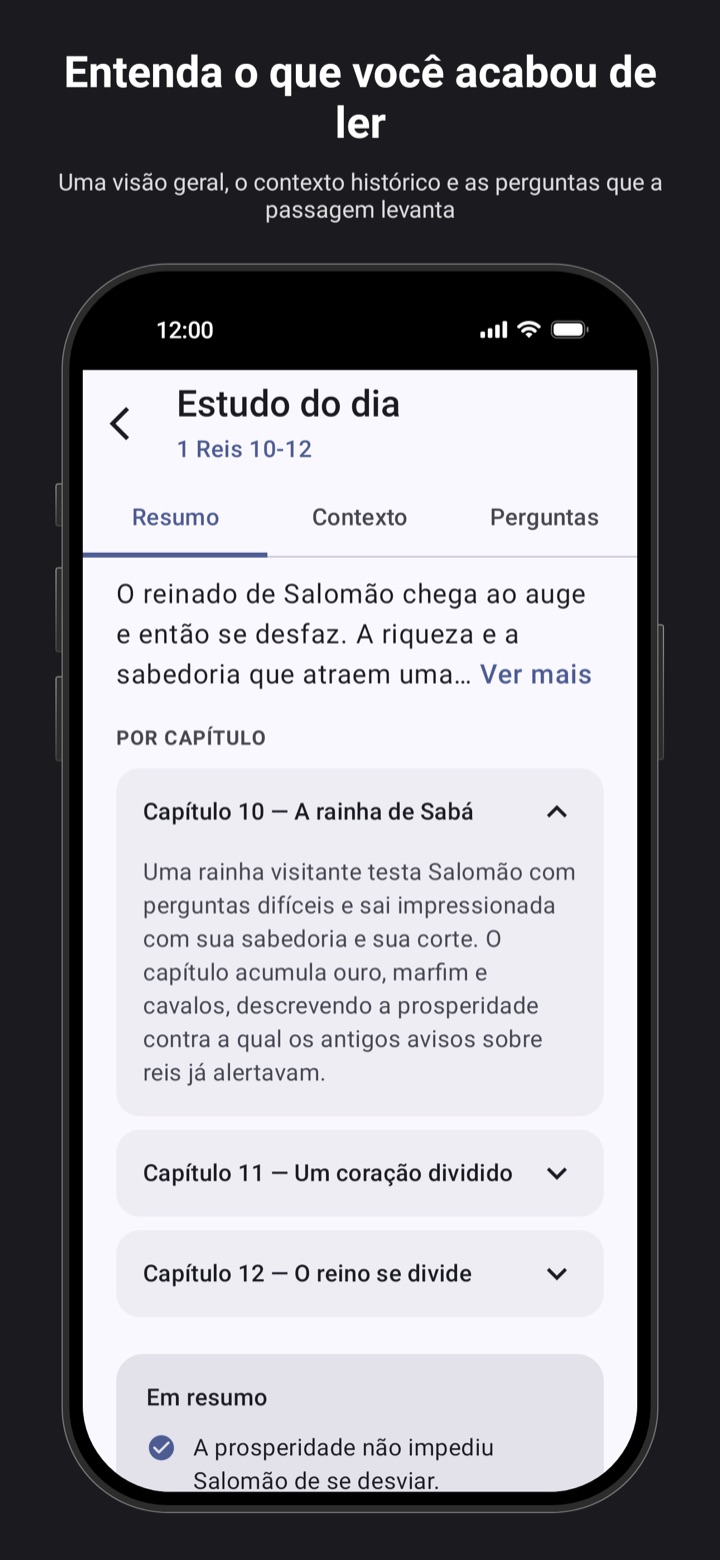 Entenda o que você acabou de
ler
Uma visão geral, o contexto histórico e as perguntas que a
passagem levanta
12:00
Estudo do dia
1 Reis 10-12
Resumo
Contexto
Perguntas
O reinado de Salomão chega ao auge
e então se desfaz. A riqueza e a
sabedoria que atraem uma... Ver mais
POR CAPÍTULO
Capítulo 10 — A rainha de Sabá
Uma rainha visitante testa Salomão com
perguntas difíceis e sai impressionada
com sua sabedoria e sua corte. O
capítulo acumula ouro, marfim e
cavalos, descrevendo a prosperidade
contra a qual os antigos avisos sobre
reis já alertavam.
Capítulo 11 — Um coração dividido
Capítulo 12 — O reino se divide
Em resumo
A prosperidade não impediu
Salomão de se desviar.